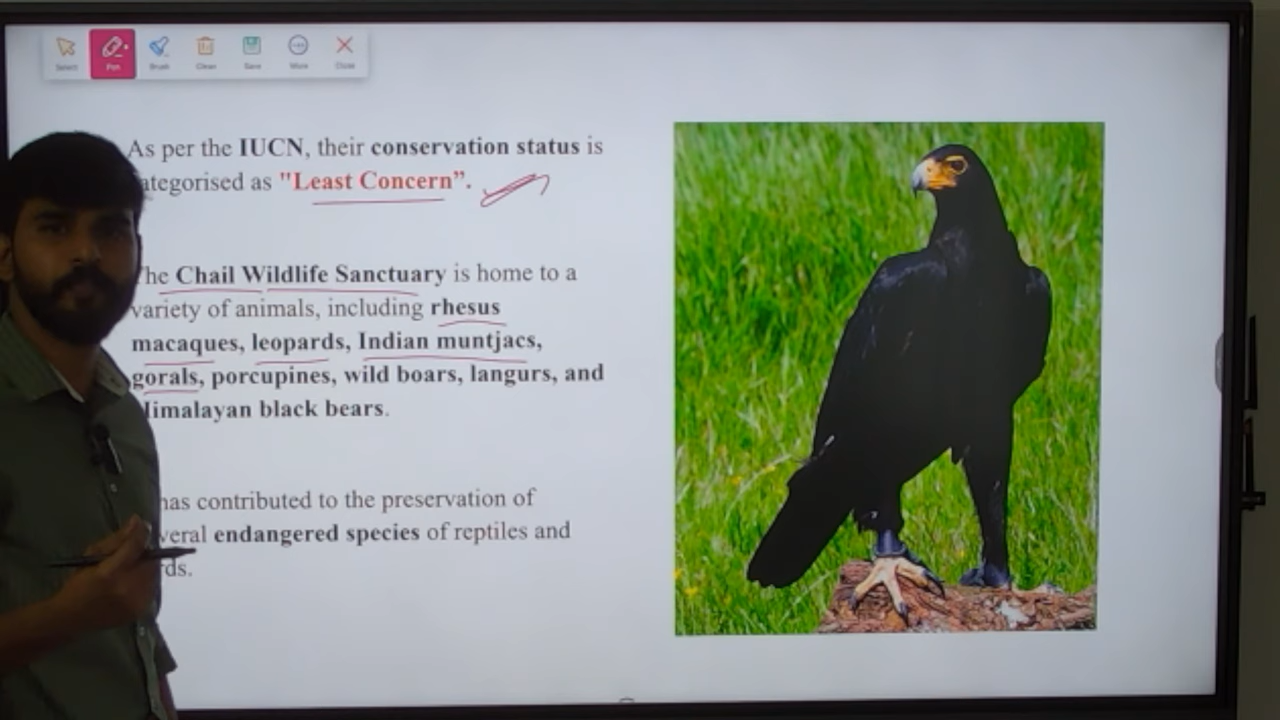 Select Pen Brush Clean Save More Close
As per the IUCN, their conservation status is
ategorised as "Least Concern”.
he Chail Wildlife Sanctuary is home to a
variety of animals, including rhesus
macaques, leopards, Indian muntjacs,
gorals, porcupines, wild boars, langurs, and
Himalayan black bears.
has contributed to the preservation of
veral endangered species of reptiles and
rds.